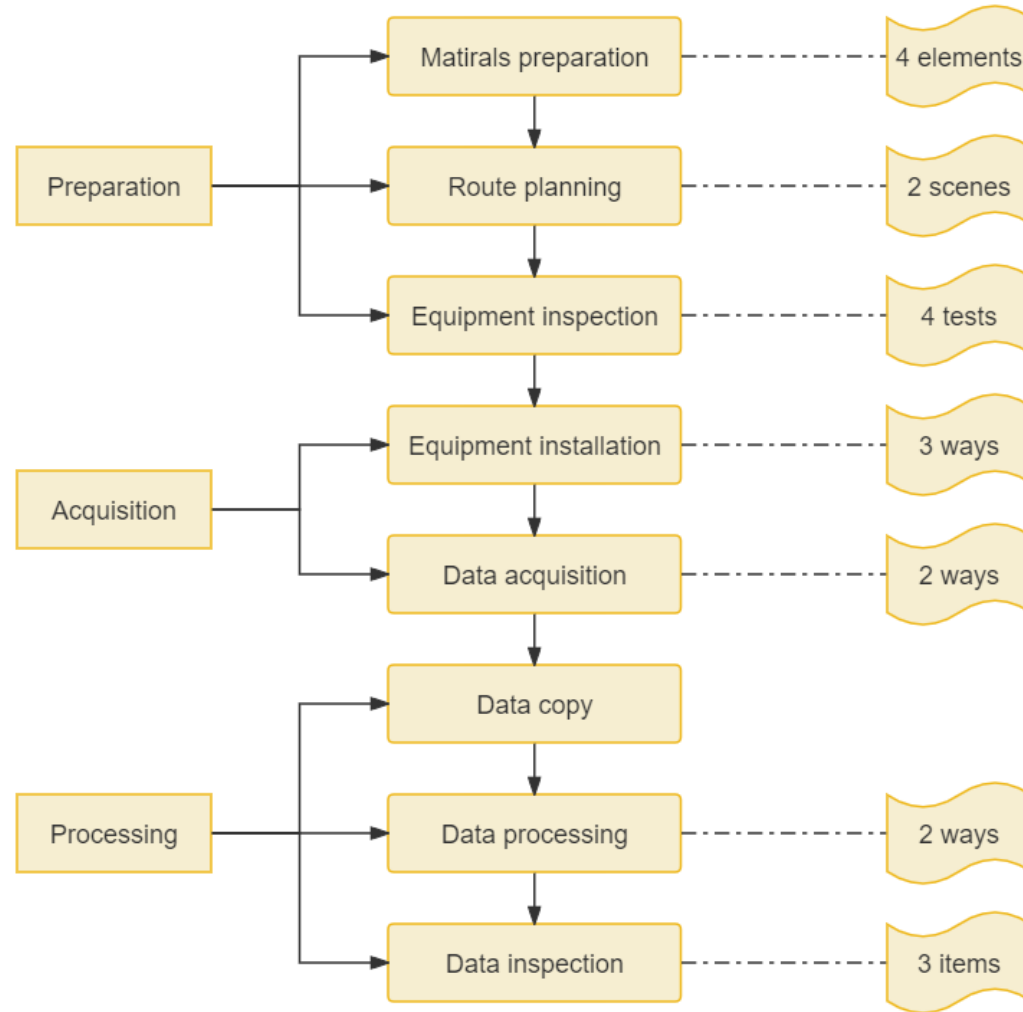 Matirals preparation
4 elements
Preparation
Route planning
2 scenes
Equipment inspection
4 tests
Equipment installation
3 ways
Acquisition
Data acquisition
2 ways
Data copy
Processing
Data processing
2 ways
Data inspection
3 items